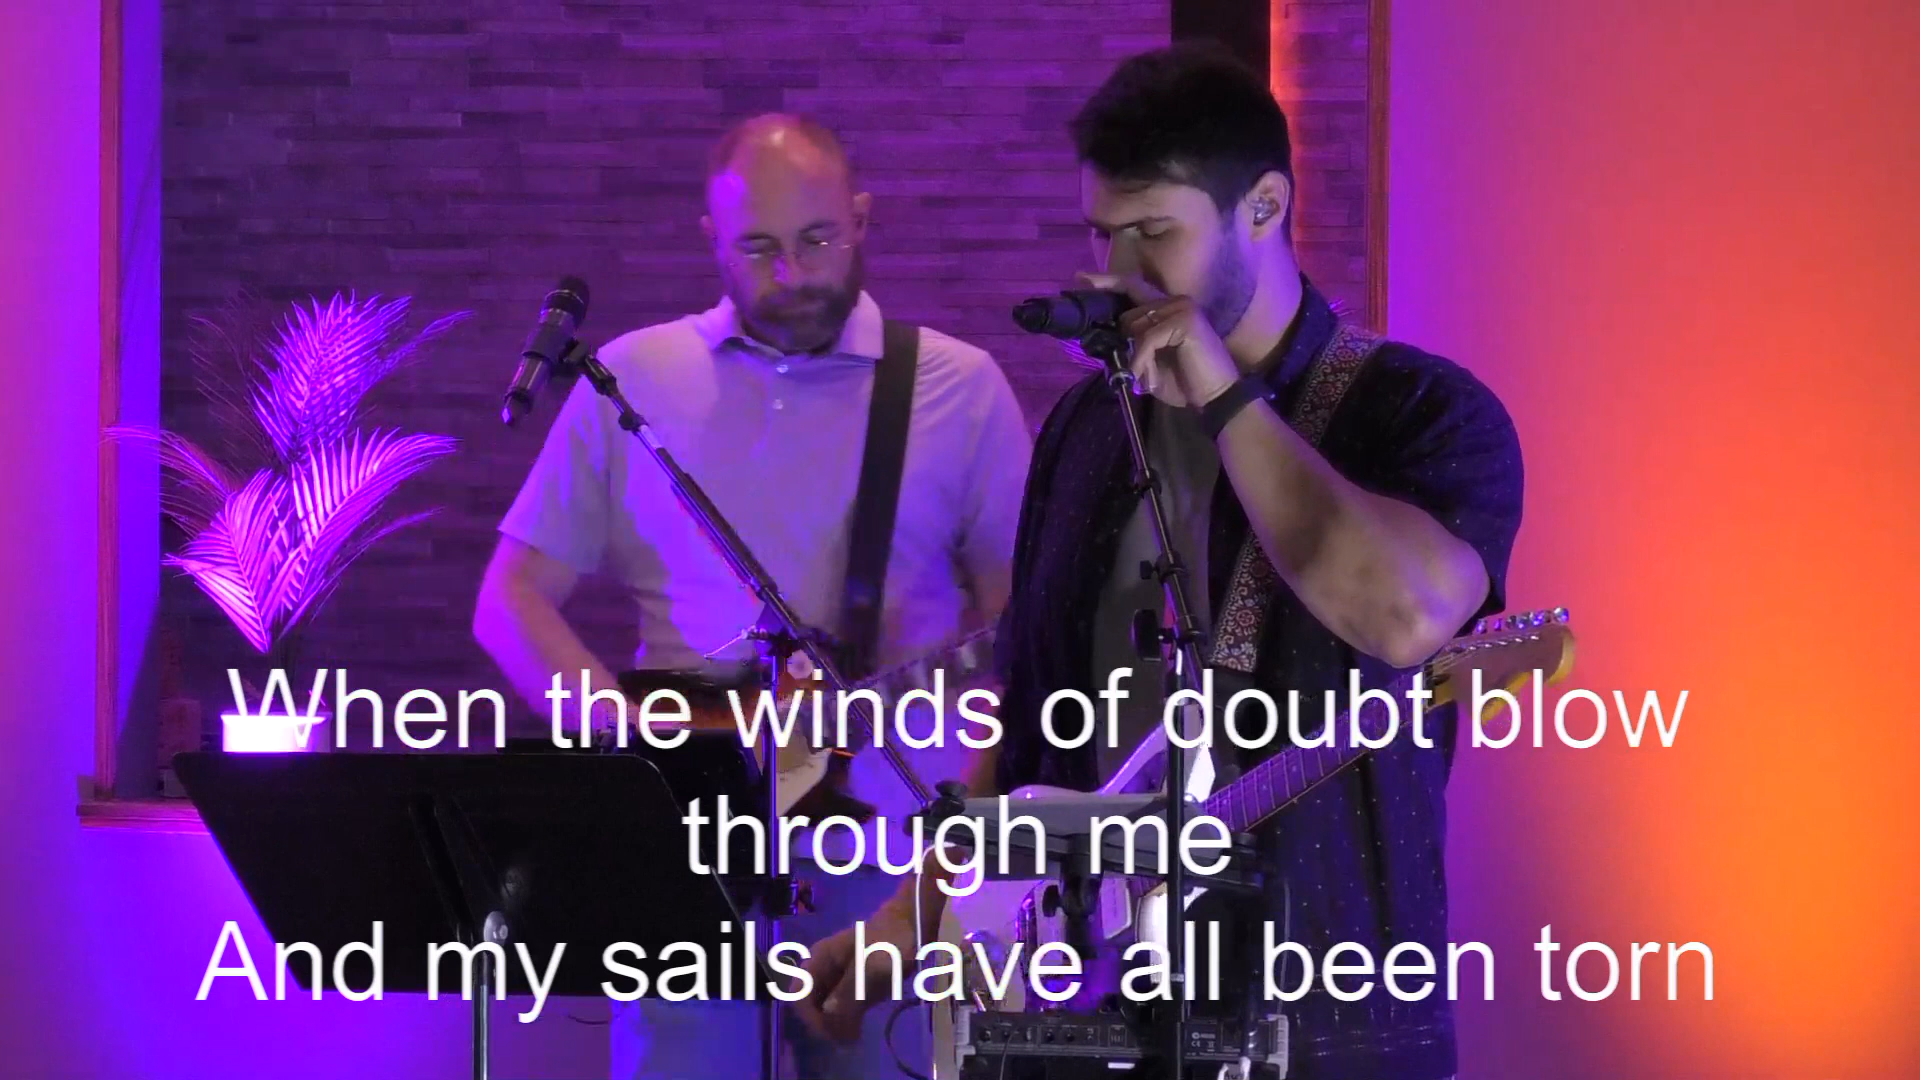 When the winds of doubt blow
through me
And my sails have all been torn